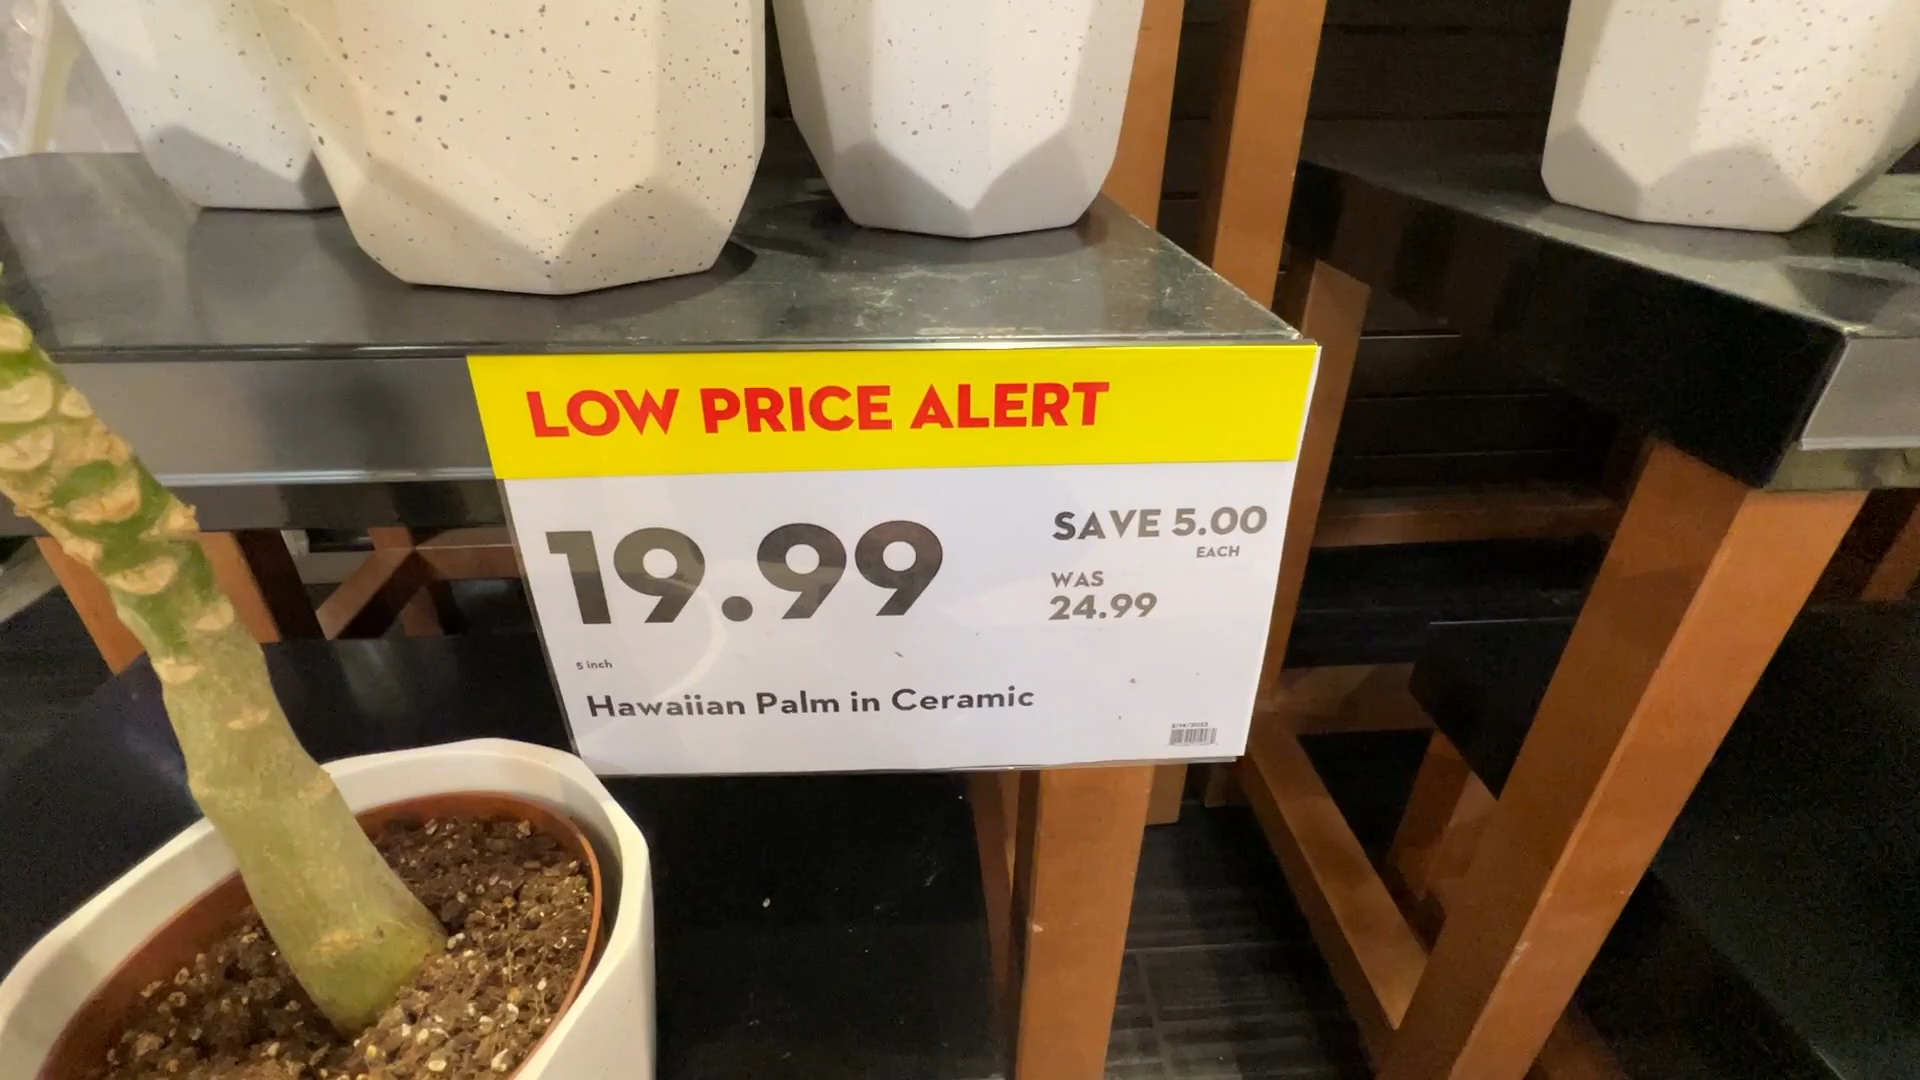 LOW PRICE ALERT
19.99
SAVE 5.00
EACH
WAS
24.99
5 inch
Hawaiian Palm in Ceramic